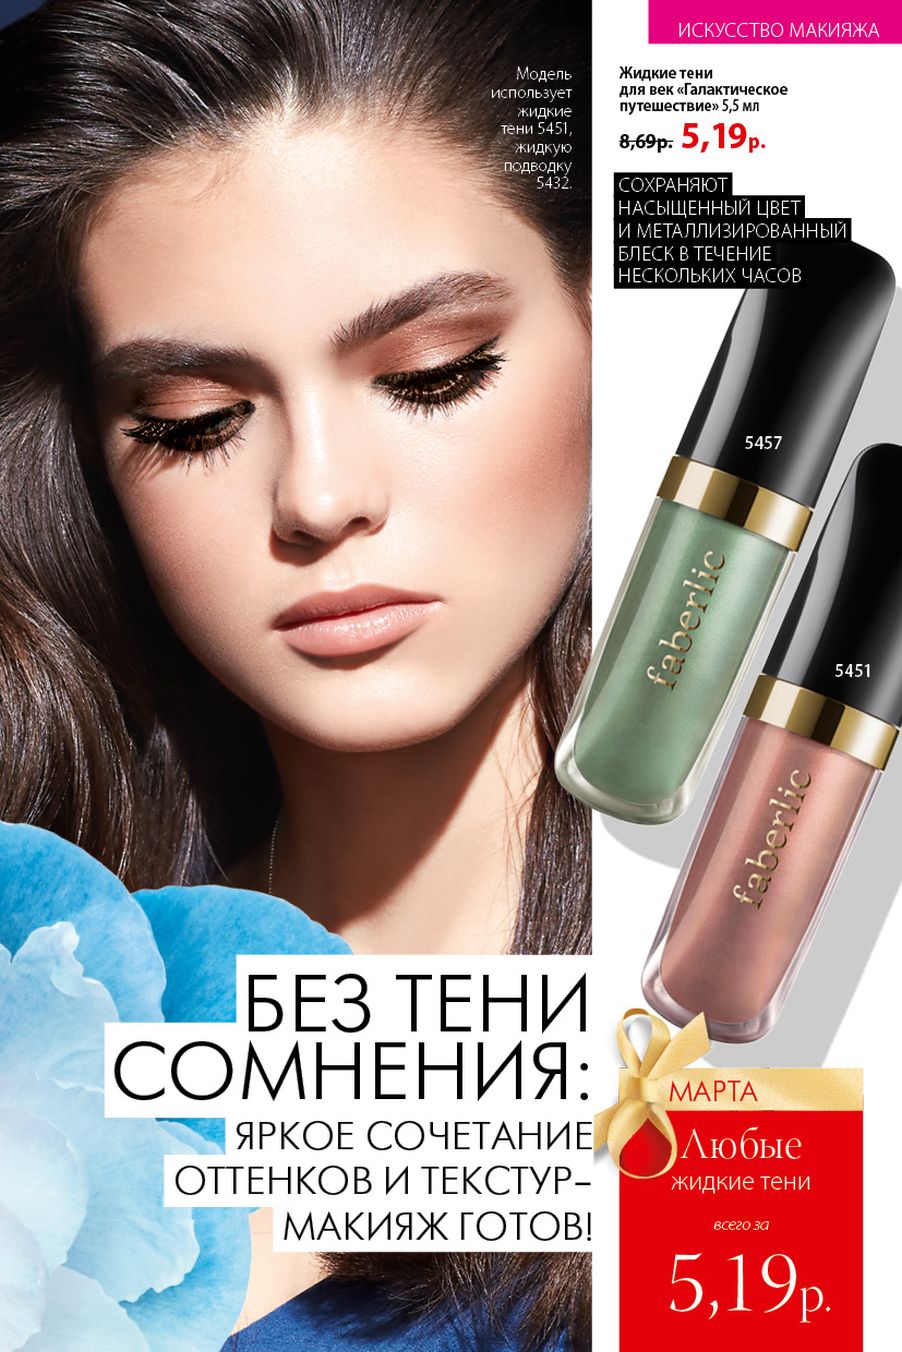 ИСКУССТВО МАКИЯЖА
Модель
использует
жидкие
тени 5451,
жидкую
подводку
5432.
Жидкие тени
для век «Галактическое
путешествие» 5,5 мл
8,69р. 5,19р.
СОХРАНЯЮТ
НАСЫЩЕННЫЙ ЦВЕТ
И МЕТАЛЛИЗИРОВАННЫЙ
БЛЕСК В ТЕЧЕНИЕ
НЕСКОЛЬКИХ ЧАСОВ
5457
faberlic
5451
faberlic
БЕЗ ТЕНИ
СОМНЕНИЯ:
ЯРКОЕ СОЧЕТАНИЕ
ОТТЕНКОВ И ТЕКСТУР–
МАКИЯЖ ГОТОВ!
МАРТА
Любые
жидкие тени
всего за
5,19р.